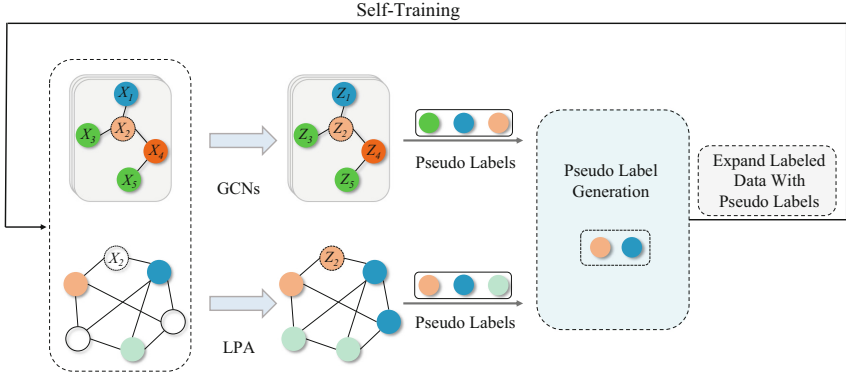 Self-Training
X1
X2
X3
X4
X5
GCNs
Z1
Z2
Z3
Z4
Z5
Pseudo Labels
Pseudo Label
Generation
Expand Labeled
Data With
Pseudo Labels
X2
LPA
Z2
Pseudo Labels